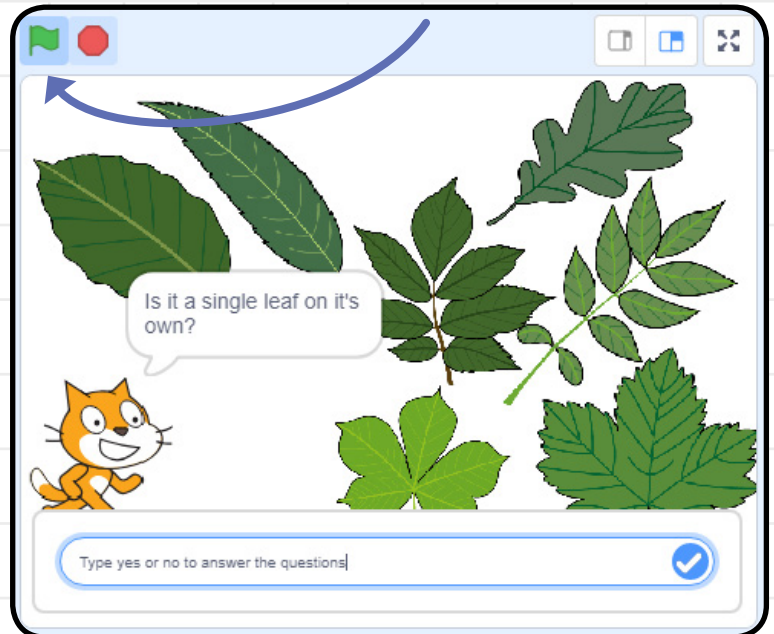 Is it a single leaf on it's
own?
Type yes or no to answer the questions